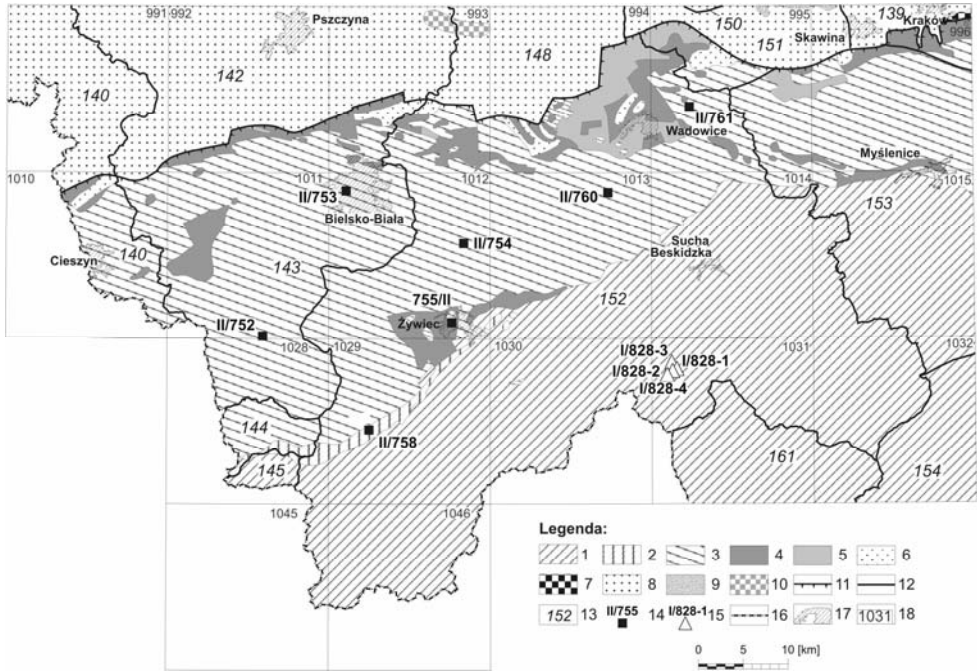 991 992 993 994 995 139
Pszczyna 150 Skawina Kraków 996
151
148
142
140
II/761
Wadowice
Myślenice
1010 1011 1012 1013 1014 1015
II/753 II/760 153
Bielsko-Biała
Sucha Beskidzka
II/754
Cieszyn 140 143
755/II 152
Żywiec
II/752
1028 1029 1030 1031 1032
I/828-3 I/828-1
I/828-2
I/828-4
144 II/758
145 161 154
1045 1046
Legenda:
1 2 3 4 5 6
7 8 9 10 11 12
152 13 II/755 14 I/828-1 15 16 17 1031 18
0 5 10 [km]